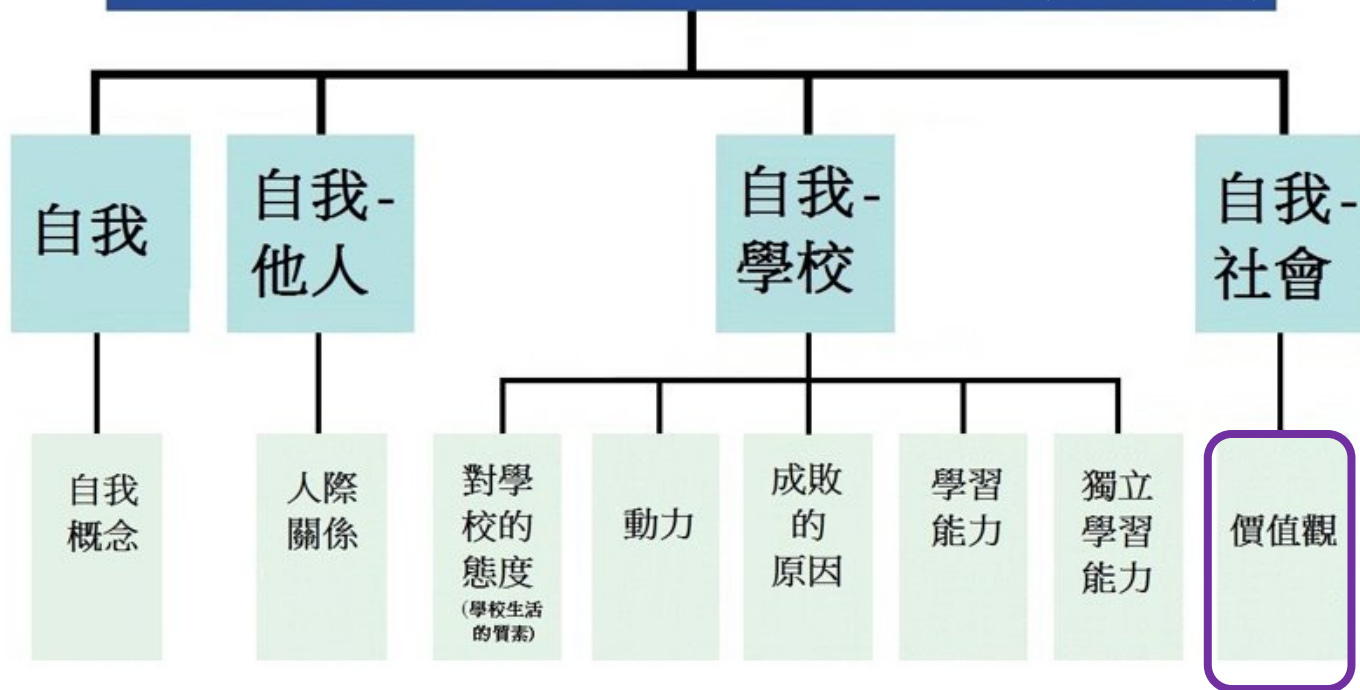 自我
自我-
他人
自我-
學校
自我-
社會
自我
概念
人際
關係
對學
校的
態度
(學校生活
的質素)
動力
成敗
的
原因
學習
能力
獨立
學習
能力
價值觀